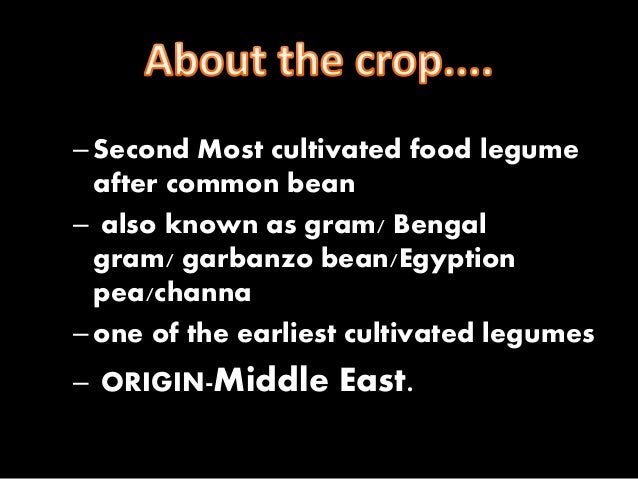 About the crop....
– Second Most cultivated food legume
after common bean
– also known as gram/ Bengal
gram/ garbanzo bean/Egyption
pea/channa
– one of the earliest cultivated legumes
– ORIGIN-Middle East.